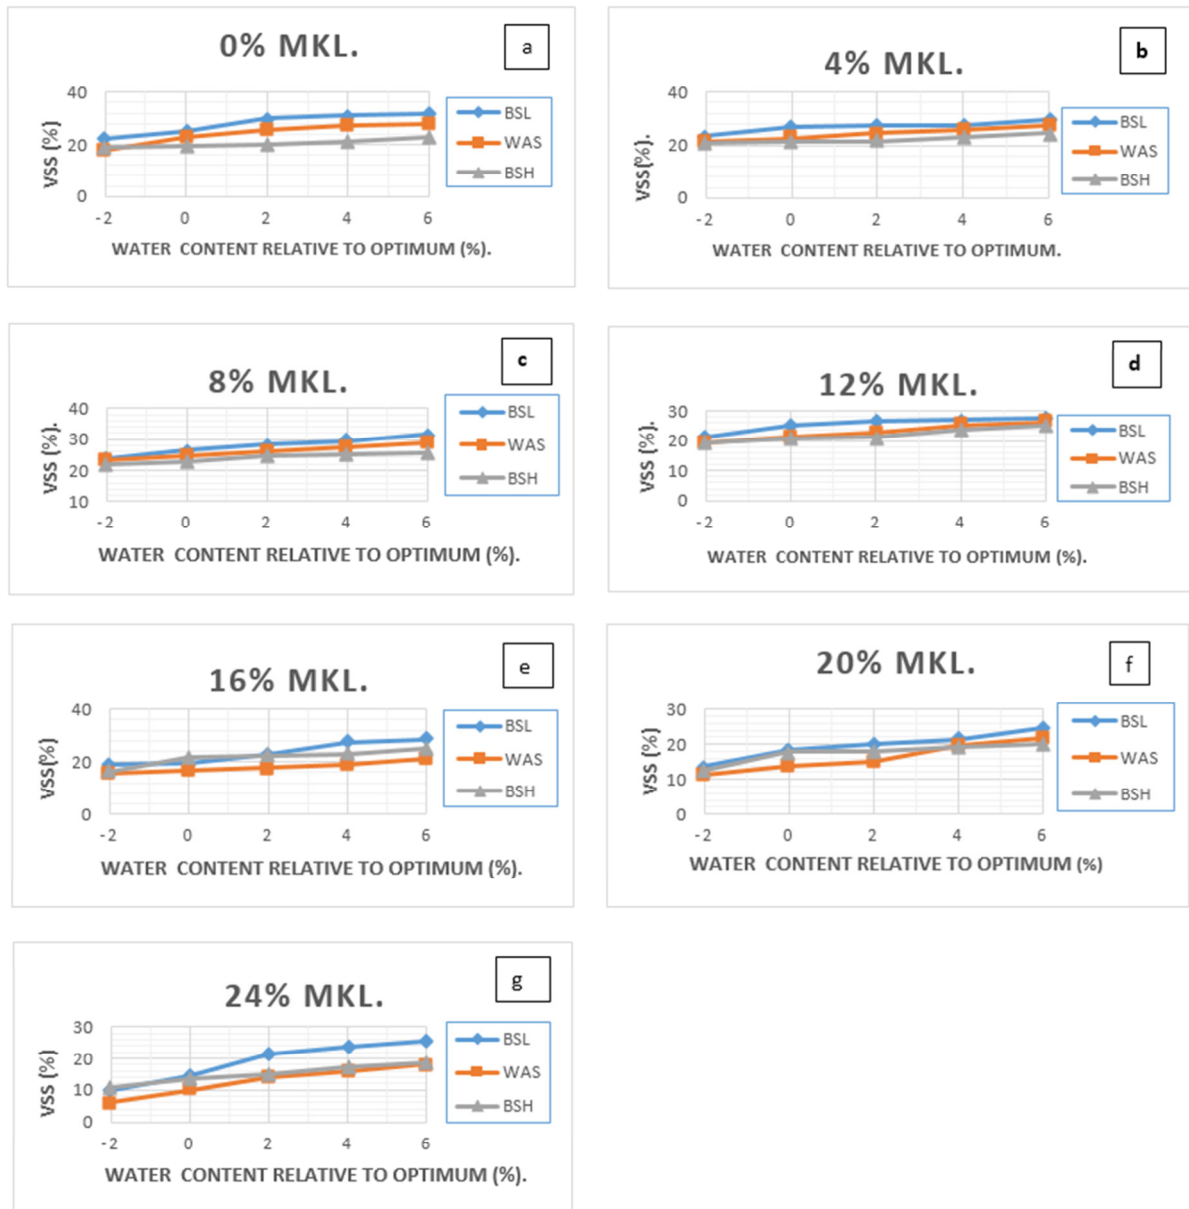 0% MKL.
a
40
20
0
VSS (%)
-2 0 2 4 6
WATER CONTENT RELATIVE TO OPTIMUM (%).
BSL
WAS
BSH
4% MKL.
b
40
20
0
VSS(%).
-2 0 2 4 6
WATER CONTENT RELATIVE TO OPTIMUM.
BSL
WAS
BSH
8% MKL.
c
40
30
20
10
VSS (%).
-2 0 2 4 6
WATER CONTENT RELATIVE TO OPTIMUM (%).
BSL
WAS
BSH
12% MKL.
d
30
20
10
0
VSS (%)
-2 0 2 4 6
WATER CONTENT RELATIVE TO OPTIMUM (%).
BSL
WAS
BSH
16% MKL.
e
40
20
0
VSS(%)
-2 0 2 4 6
WATER CONTENT RELATIVE TO OPTIMUM (%).
BSL
WAS
BSH
20% MKL.
f
30
20
10
0
VSS (%)
-2 0 2 4 6
WATER CONTENT RELATIVE TO OPTIMUM (%)
BSL
WAS
BSH
24% MKL.
g
30
20
10
0
VSS (%)
-2 0 2 4 6
WATER CONTENT RELATIVE TO OPTIMUM (%).
BSL
WAS
BSH